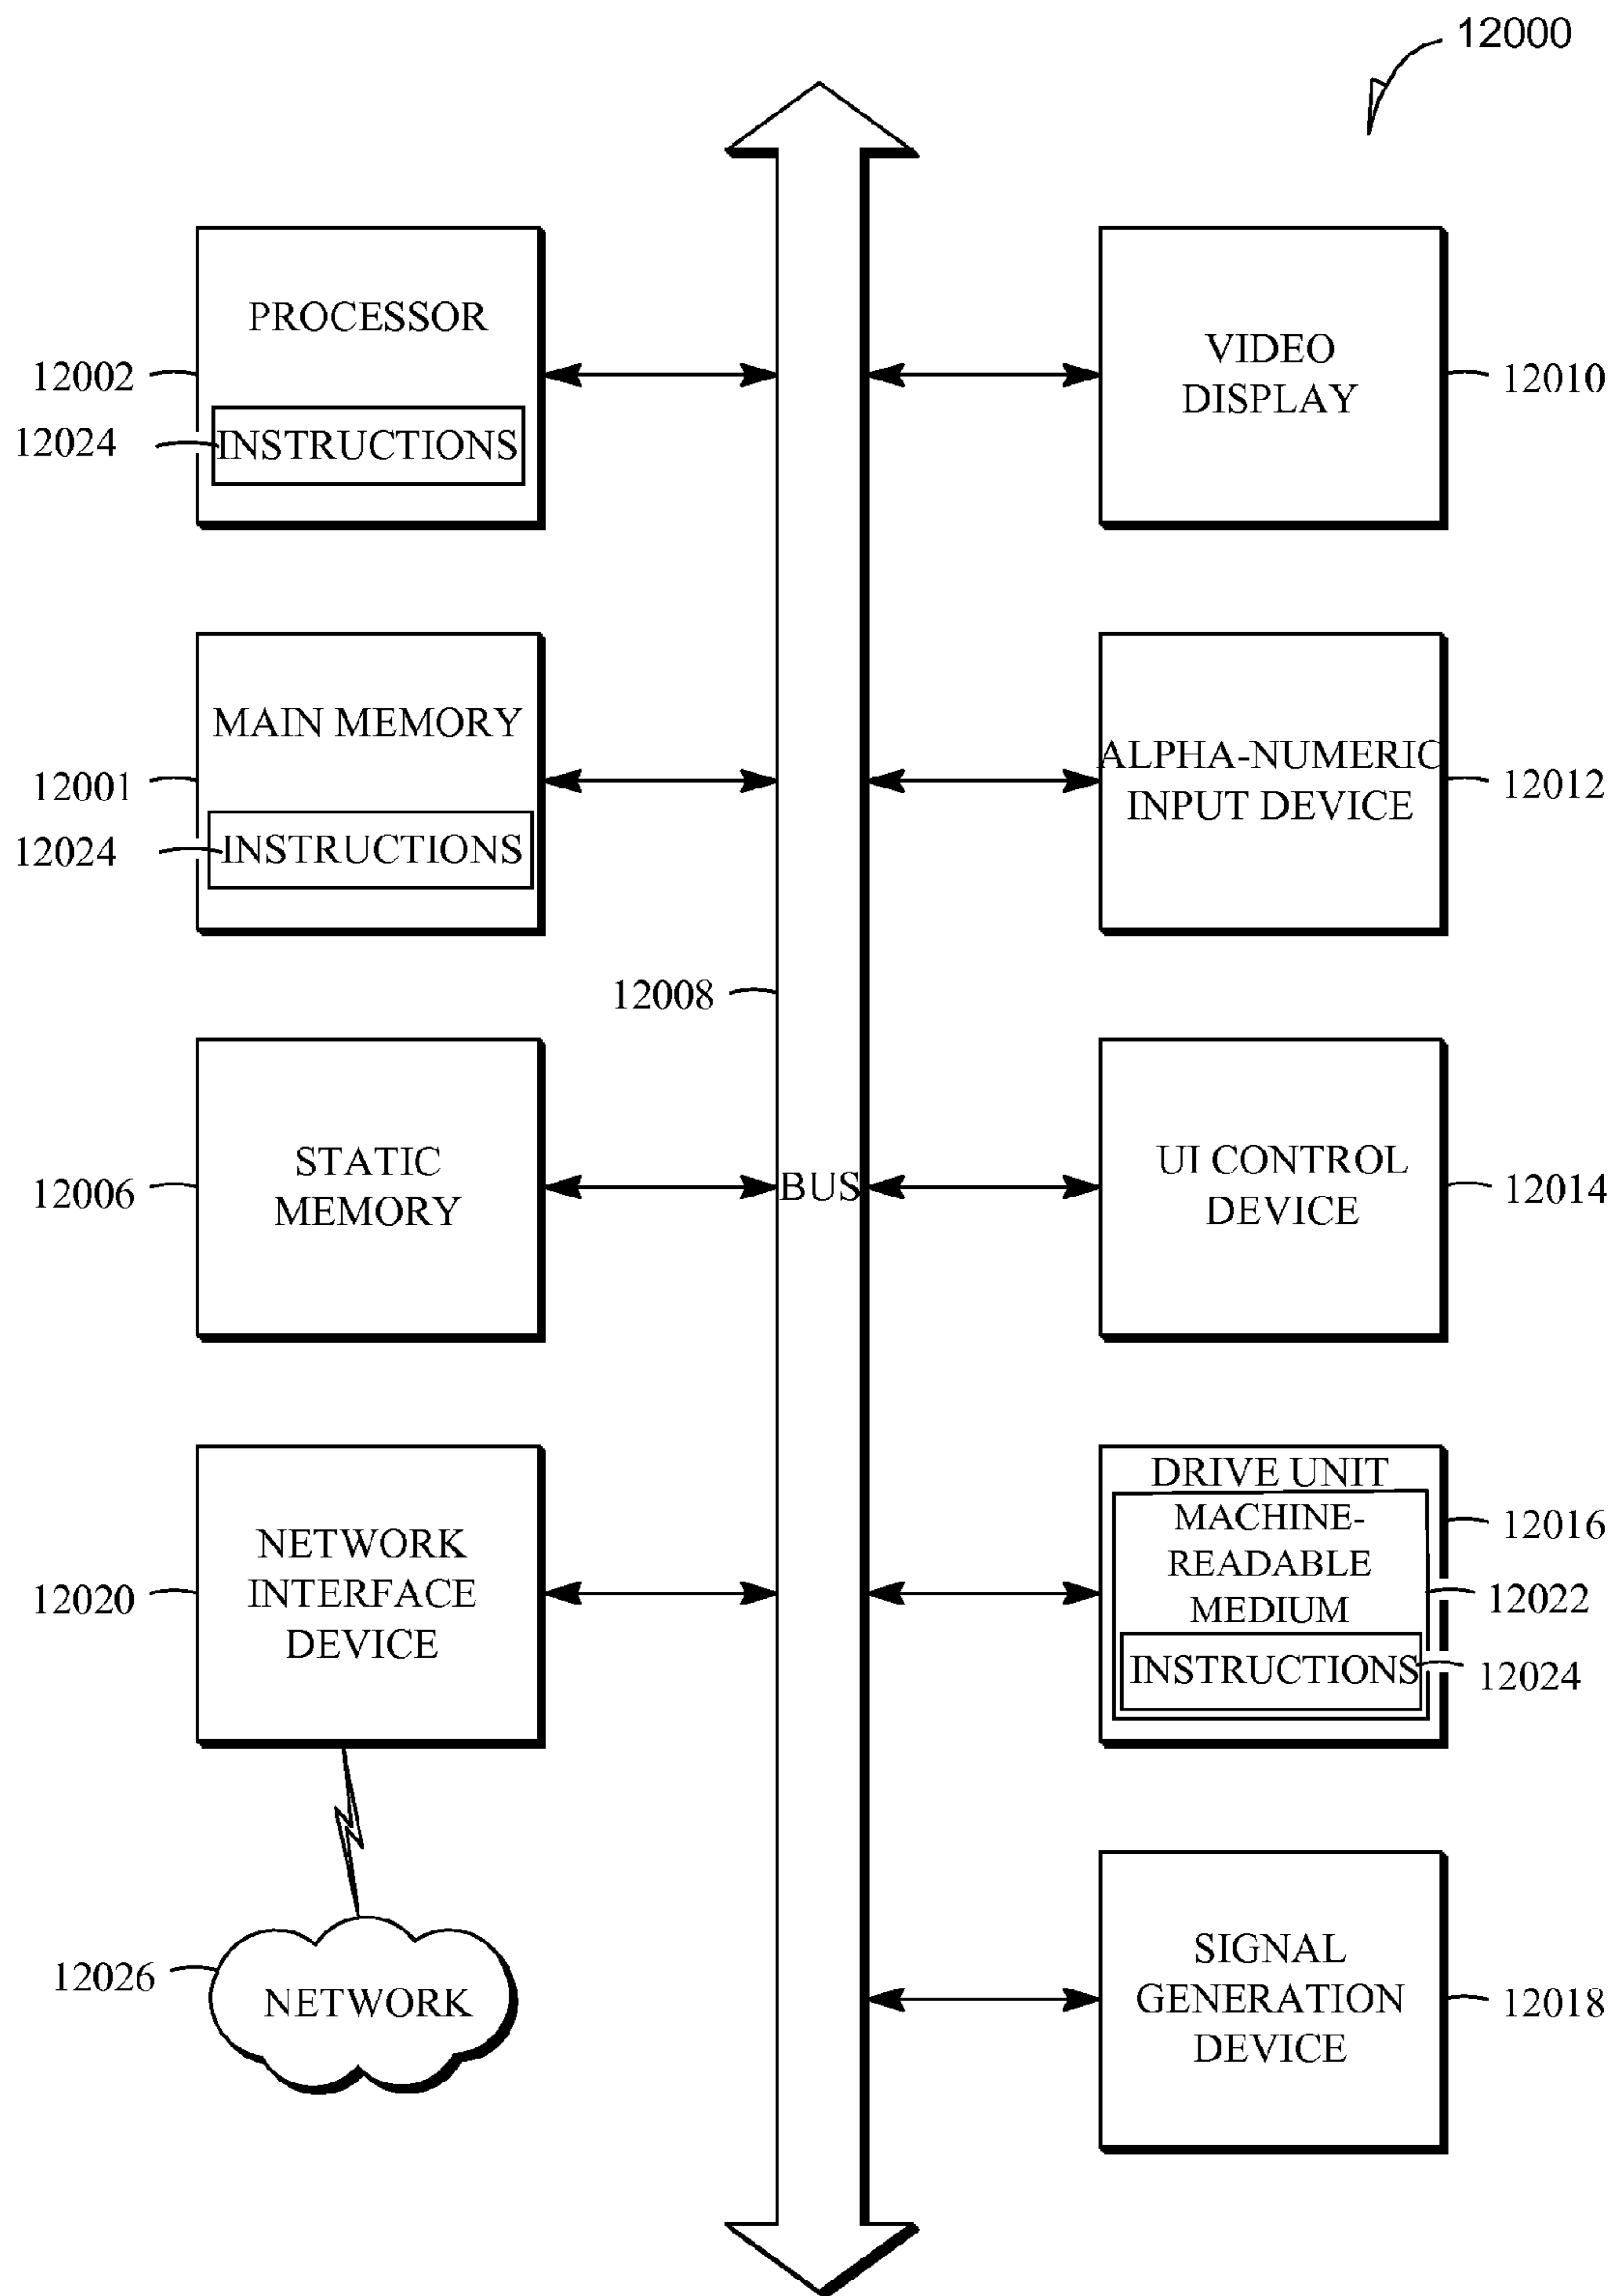 12000
PROCESSOR
12002
12024
INSTRUCTIONS
MAIN MEMORY
12001
12024
INSTRUCTIONS
STATIC
MEMORY
12006
NETWORK
INTERFACE
DEVICE
12020
12026
NETWORK
12008
BUS
VIDEO
DISPLAY
12010
ALPHA-NUMERIC
INPUT DEVICE
12012
UI CONTROL
DEVICE
12014
DRIVE UNIT
12016
MACHINE-
READABLE
MEDIUM
12022
INSTRUCTIONS
12024
SIGNAL
GENERATION
DEVICE
12018